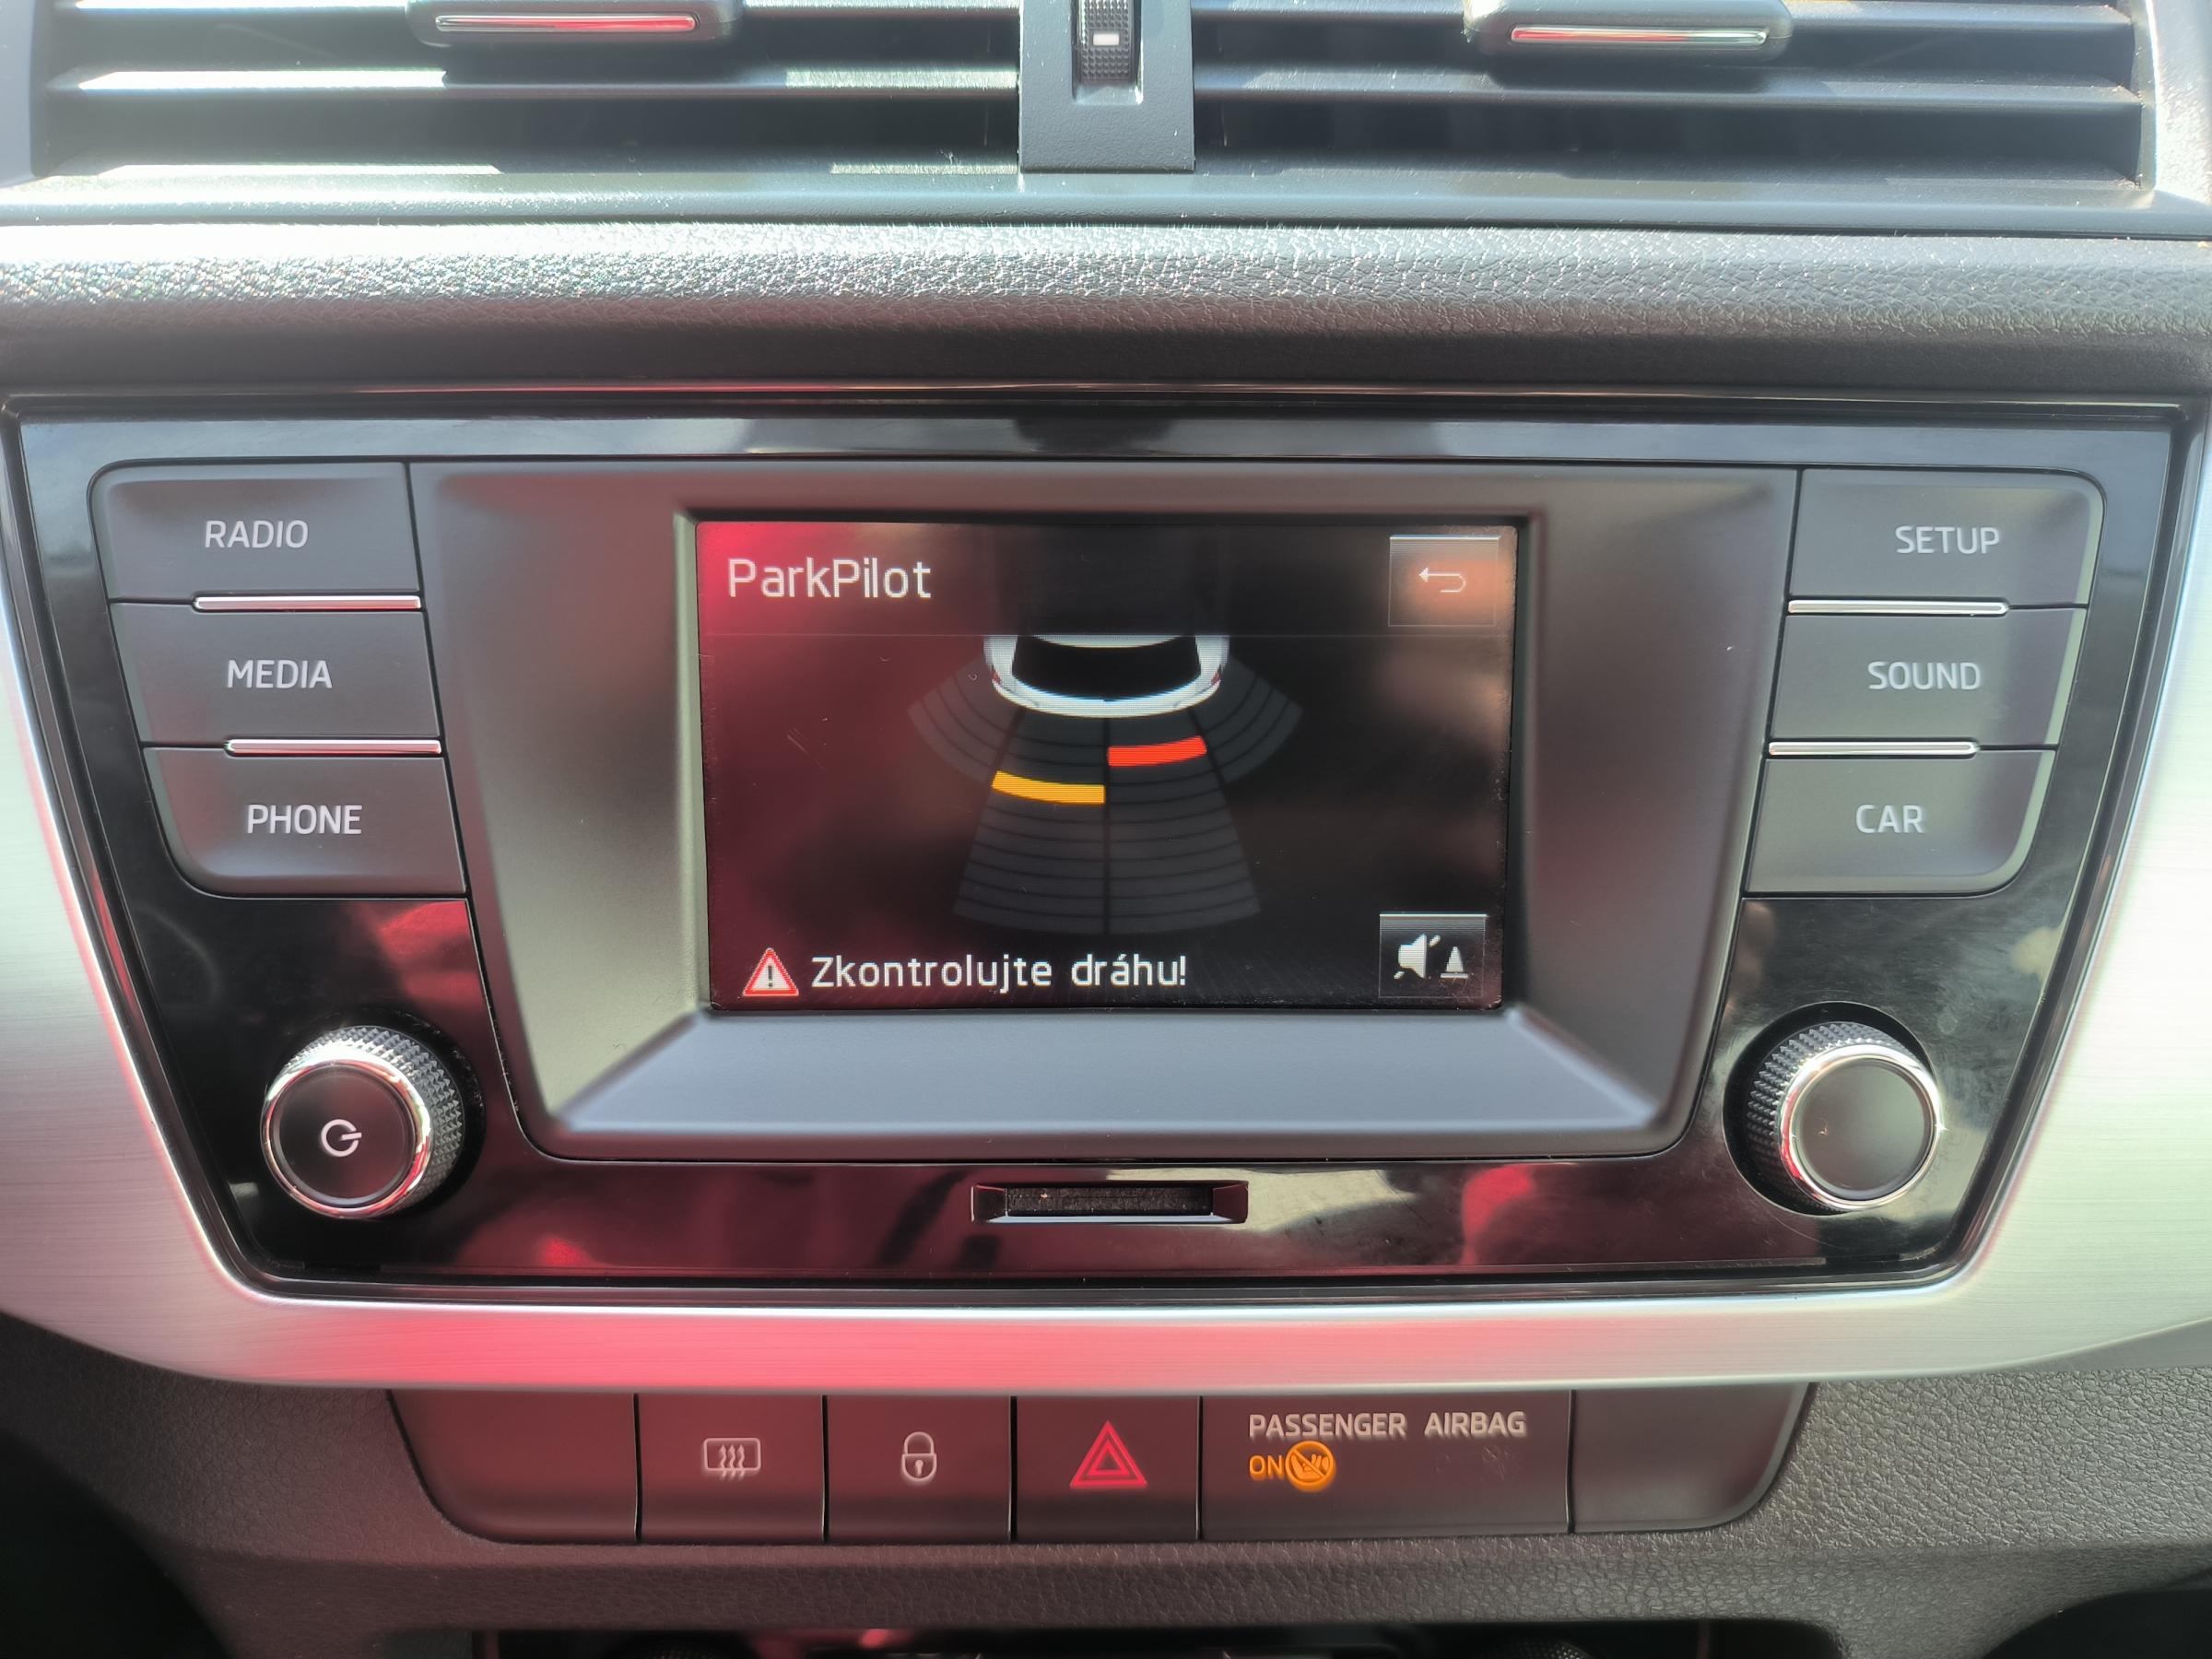 RADIO
MEDIA
PHONE
ParkPilot
Zkontrolujte dráhu!
SETUP
SOUND
CAR
PASSENGER AIRBAG
ON